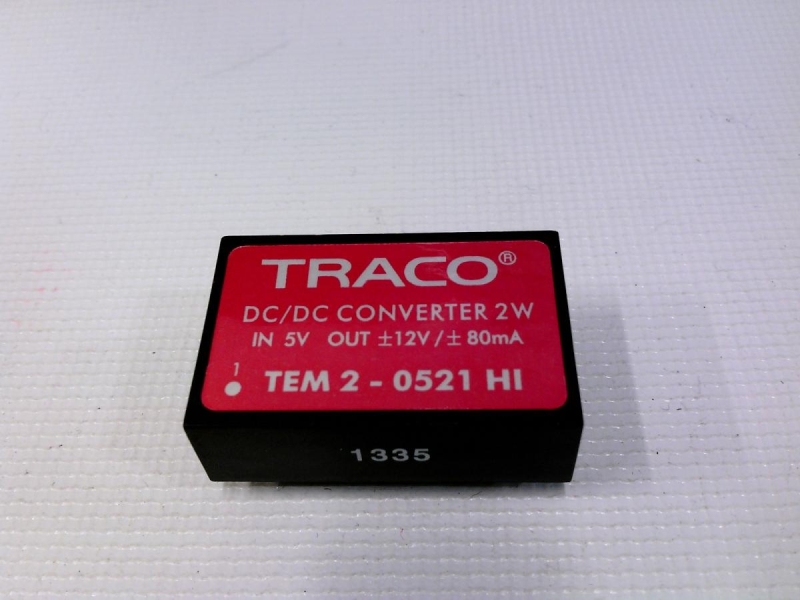 TRACO®
DC/DC CONVERTER 2W
IN 5V OUT ±12V/± 80mA
1
TEM 2 - 0521 HI
1335